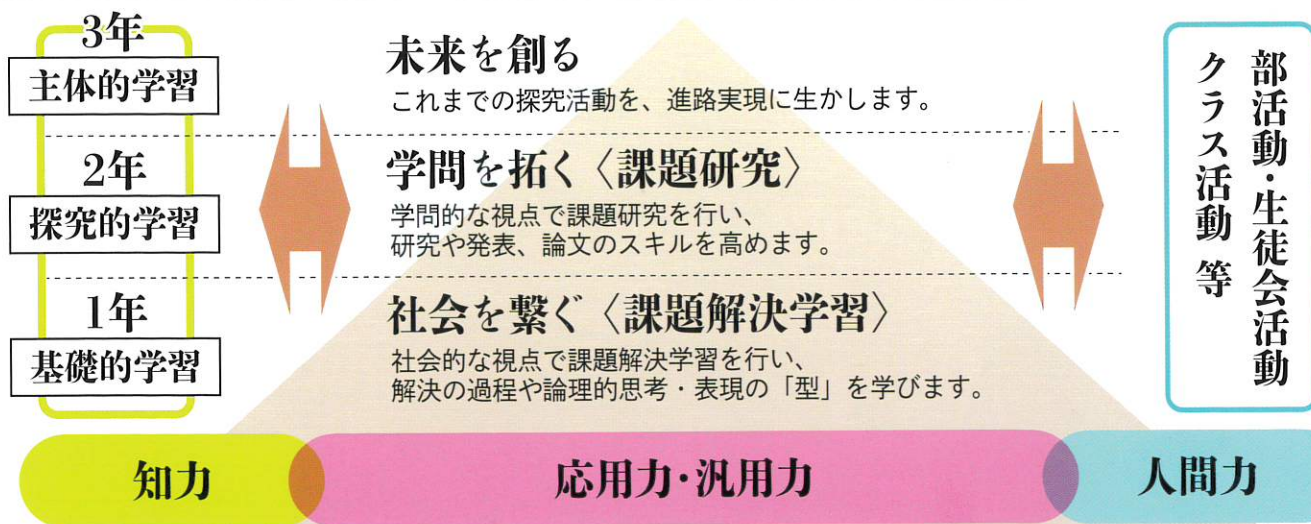 3年
主体的学習
2年
探究的学習
1年
基礎的学習
未来を創る
これまでの探究活動を、進路実現に生かします。
学問を拓く〈課題研究〉
学問的な視点で課題研究を行い、
研究や発表、論文のスキルを高めます。
社会を繋ぐ〈課題解決学習〉
社会的な視点で課題解決学習を行い、
解決の過程や論理的思考・表現の「型」を学びます。
部活動・生徒会活動
クラス活動 等
知力
応用力・汎用力
人間力